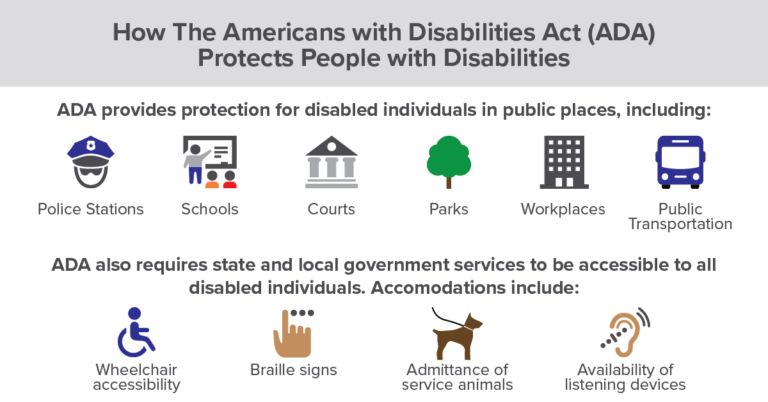 How The Americans with Disabilities Act (ADA)
Protects People with Disabilities
ADA provides protection for disabled individuals in public places, including:
Police Stations
Schools
Courts
Parks
Workplaces
Public
Transportation
ADA also requires state and local government services to be accessible to all
disabled individuals. Accomodations include:
Wheelchair
accessibility
Braille signs
Admittance of
service animals
Availability of
listening devices